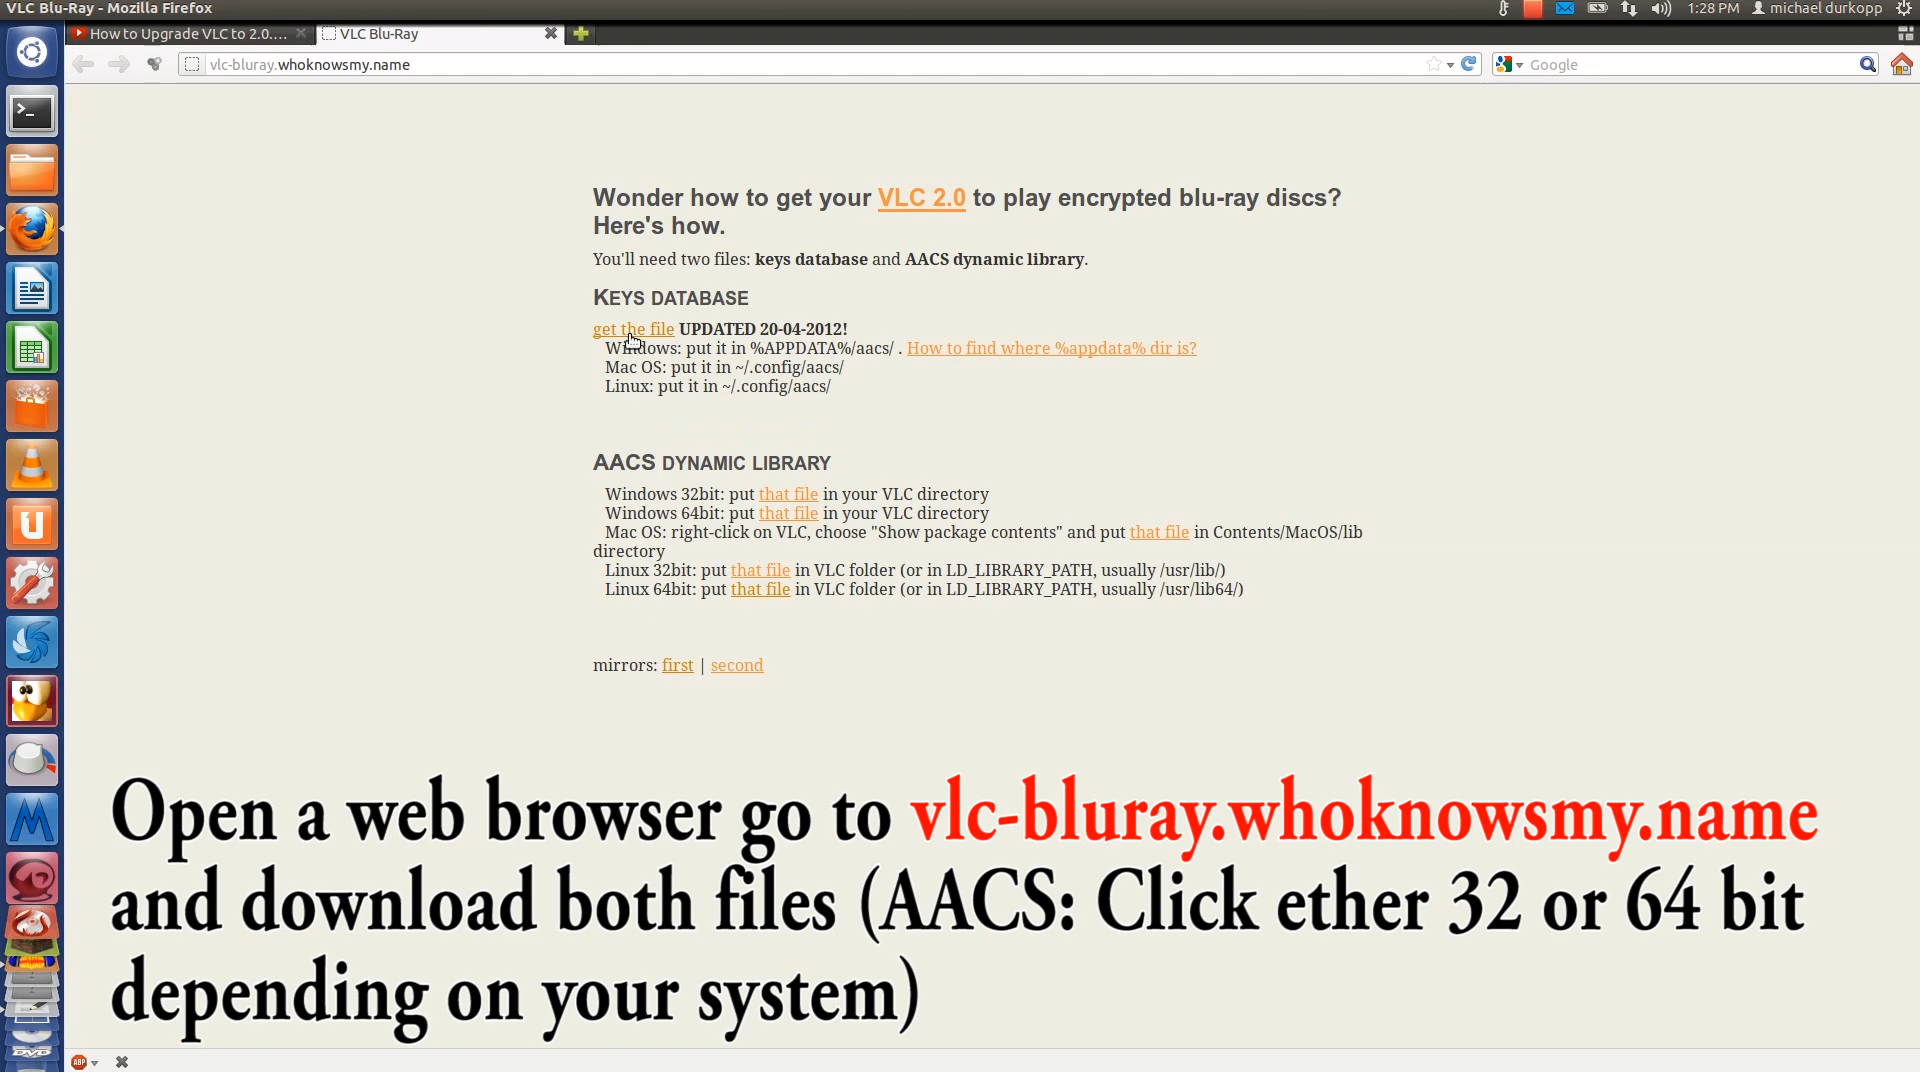 VLC Blu-Ray - Mozilla Firefox
1:28 PM michael durkopp
How to Upgrade VLC to 2.0....
VLC Blu-Ray
vlc-bluray.whoknowsmy.name
Google
Wonder how to get your VLC 2.0 to play encrypted blu-ray discs?
Here's how.
You'll need two files: keys database and AACS dynamic library.
KEYS DATABASE
get the file UPDATED 20-04-2012!
Windows: put it in %APPDATA%/aacs/ . How to find where %appdata% dir is?
Mac OS: put it in ~/.config/aacs/
Linux: put it in ~/.config/aacs/
AACS DYNAMIC LIBRARY
Windows 32bit: put that file in your VLC directory
Windows 64bit: put that file in your VLC directory
Mac OS: right-click on VLC, choose "Show package contents" and put that file in Contents/MacOS/lib
directory
Linux 32bit: put that file in VLC folder (or in LD_LIBRARY_PATH, usually /usr/lib/)
Linux 64bit: put that file in VLC folder (or in LD_LIBRARY_PATH, usually /usr/lib64/)
mirrors: first | second
Open a web browser go to vlc-bluray.whoknowsmy.name
and download both files (AACS: Click ether 32 or 64 bit
depending on your system)
ABP